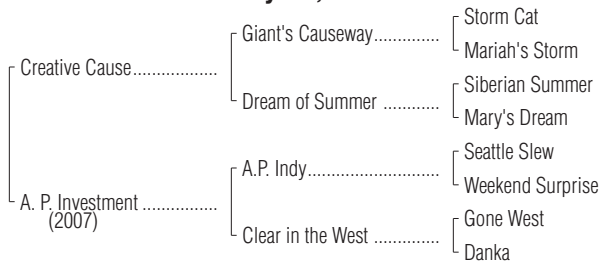 Storm Cat
Giant's Causeway..............
Mariah's Storm
Creative Cause..................
Siberian Summer
Dream of Summer ............
Mary's Dream
Seattle Slew
A.P. Indy............................
Weekend Surprise
A. P. Investment ................
(2007)
Gone West
Clear in the West ..............
Danka